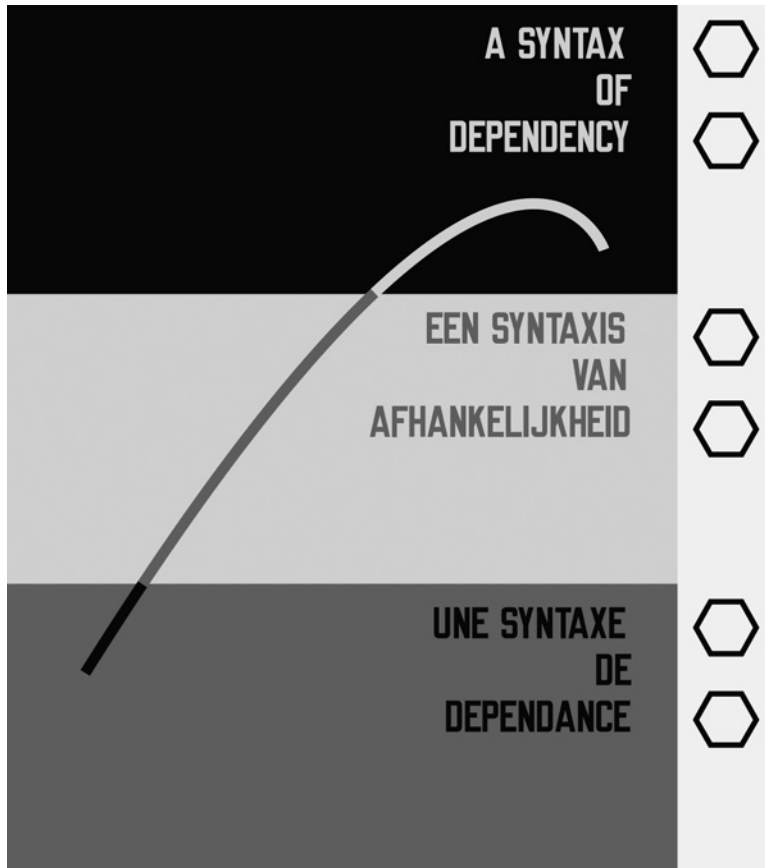 A SYNTAX
OF
DEPENDENCY
EEN SYNTAXIS
VAN
AFHANKELIJKHEID
UNE SYNTAXE
DE
DEPENDANCE